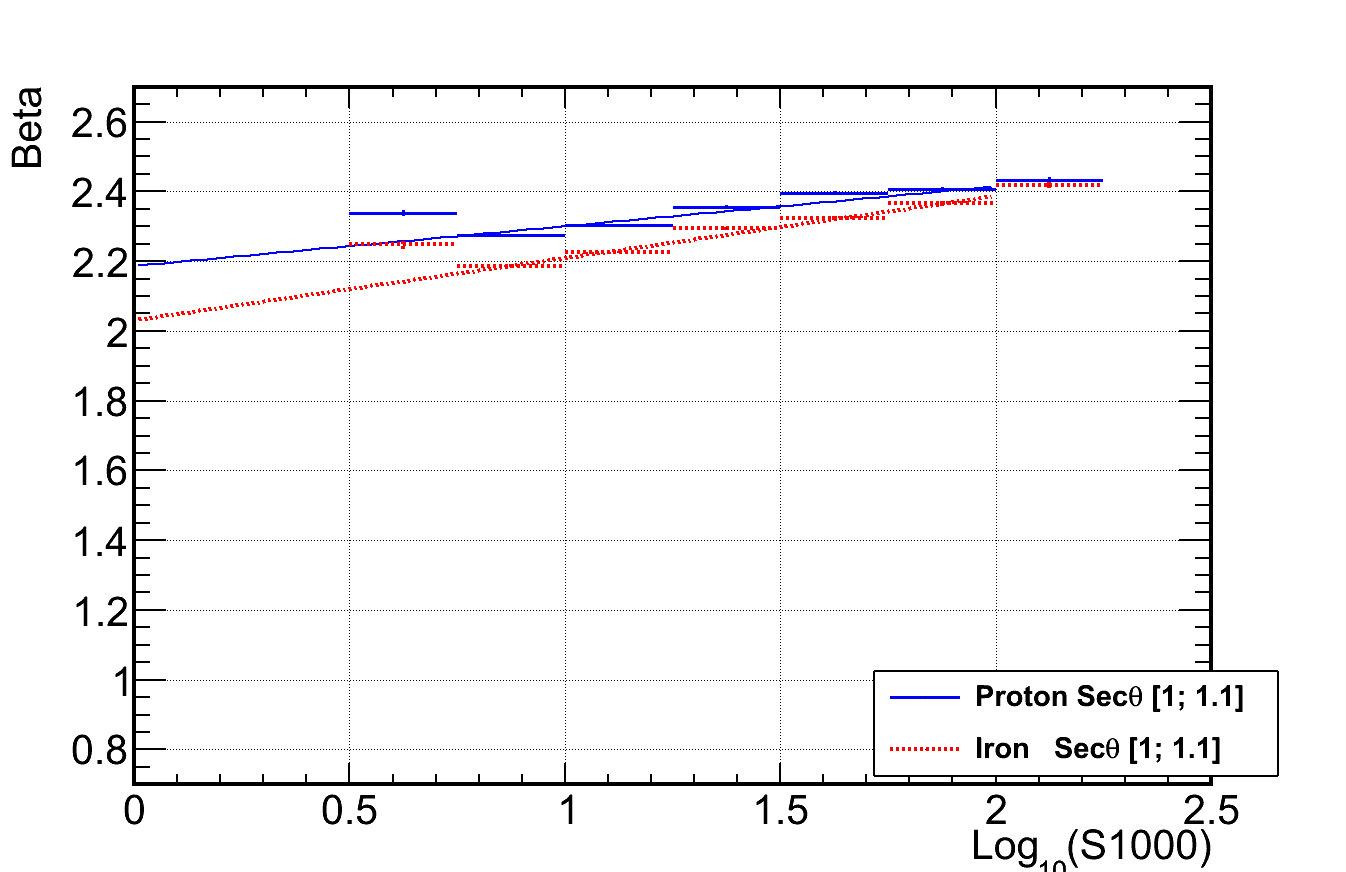 Beta
2.6
2.4
2.2
2
1.8
1.6
1.4
1.2
1
0.8
0 0.5 1 1.5 2 2.5
Log10(S1000)
Proton Secθ [1; 1.1]
Iron Secθ [1; 1.1]